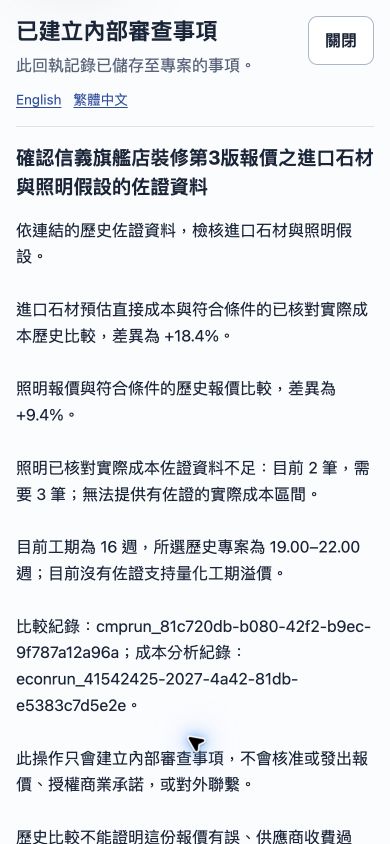 已建立內部審查事項
關閉
此回執記錄已儲存至專案的事項。
English 繁體中文
確認信義旗艦店裝修第3版報價之進口石材
與照明假設的佐證資料
依連結的歷史佐證資料，檢核進口石材與照明假
設。
進口石材預估直接成本與符合條件的已核對實際成
本歷史比較，差異為 +18.4%。
照明報價與符合條件的歷史報價比較，差異為
+9.4%。
照明已核對實際成本佐證資料不足：目前 2 筆，需
要 3 筆；無法提供有佐證的實際成本區間。
目前工期為 16 週，所選歷史專案為 19.00–22.00
週；目前沒有佐證支持量化工期溢價。
比較紀錄：cmprun_81c720db-b080-42f2-b9ec-
9f787a12a96a；成本分析紀錄：
econrun_41542425-2027-4a42-81db-
e5383c7d5e2e。
此操作只會建立內部審查事項，不會核准或發出報
價、授權商業承諾，或對外聯繫。
歷史比較不能證明這份報價有誤、供應商收費過